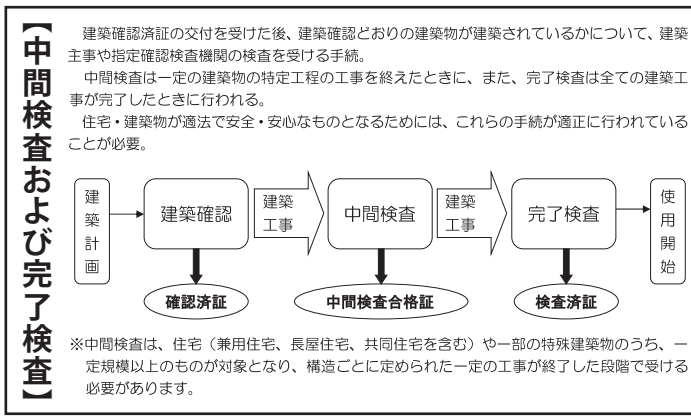 【中間検査および完了検査】
建築確認済証の交付を受けた後、建築確認どおりの建築物が建築されているかについて、建築
主事や指定確認検査機関の検査を受ける手続。
中間検査は一定の建築物の特定工程の工事を終えたときに、また、完了検査は全ての建築工
事が完了したときに行われる。
住宅・建築物が適法で安全・安心なものとなるためには、これらの手続が適正に行われている
ことが必要。
建築計画
建築確認
建築
工事
中間検査
建築
工事
完了検査
使用開始
確認済証
中間検査合格証
検査済証
※中間検査は、住宅（兼用住宅、長屋住宅、共同住宅を含む）や一部の特殊建築物のうち、一
定規模以上のものが対象となり、構造ごとに定められた一定の工事が終了した段階で受ける
必要があります。